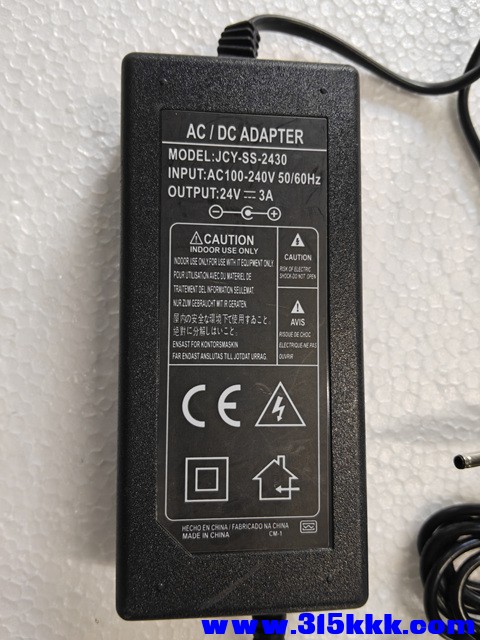 AC / DC ADAPTER
MODEL:JCY-SS-2430
INPUT:AC100-240V 50/60Hz
OUTPUT:24V ⎓ 3A
CAUTION
INDOOR USE ONLY
INDOOR USE ONLY FOR USE WITH IT EQUIPMENT ONLY
POUR UTILISATION AVEC DU MATERIEL DE
TRAITEMENT DEL INFORMATION SEULEMAT.
NUR ZUM GEBRAUCHT MIT IR GERATEN.
屋内の安全な環境下で使用すゐこと。
絶対に分解しはいこと。
ENSAST FOR KONTORSMASKIN
FAR ENDAST ANSLUTAS TILL JOTDAT URRAG.
CAUTION
RISK OF ELECTRIC
SHOCK DO NOT OPEN
AVIS
RISQUE DE CHOC
ELECTRIQUE-NE PAS
OUVRIR
CE
HECHO EN CHINA / FABRICADO NA CHINA
MADE IN CHINA
CM-1
www.315kkk.com